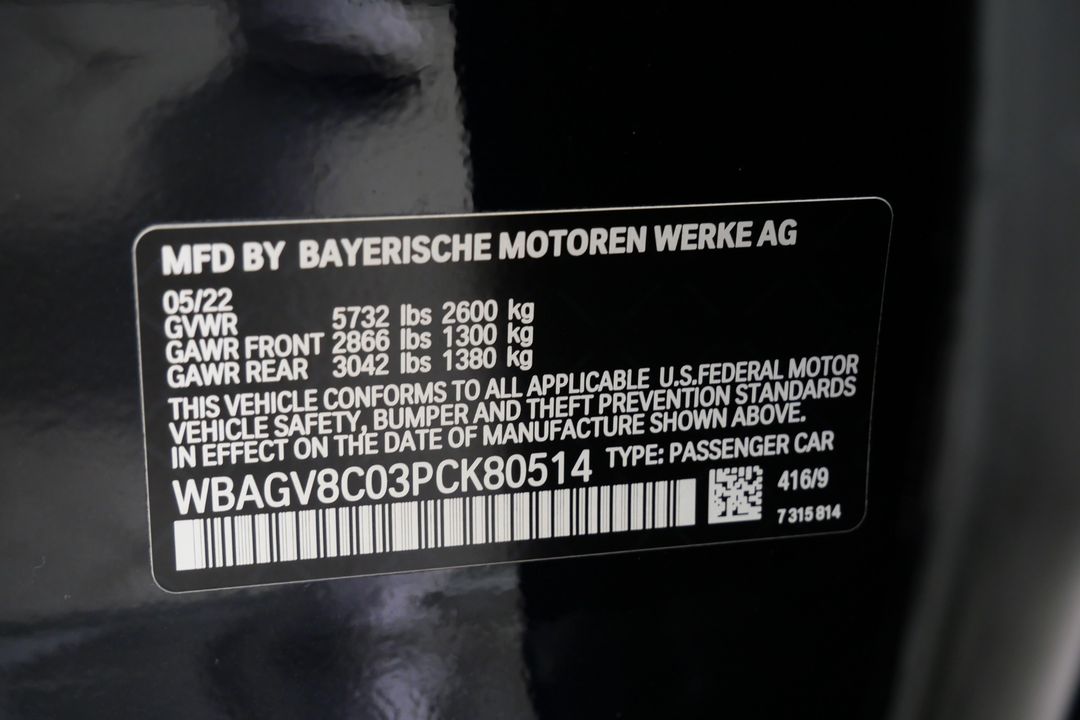 MFD BY BAYERISCHE MOTOREN WERKE AG
05/22
GVWR 5732 lbs 2600 kg
GAWR FRONT 2866 lbs 1300 kg
GAWR REAR 3042 lbs 1380 kg
THIS VEHICLE CONFORMS TO ALL APPLICABLE U.S.FEDERAL MOTOR
VEHICLE SAFETY, BUMPER AND THEFT PREVENTION STANDARDS
IN EFFECT ON THE DATE OF MANUFACTURE SHOWN ABOVE.
WBAGV8C03PCK80514 TYPE: PASSENGER CAR
416/9
7 315 814